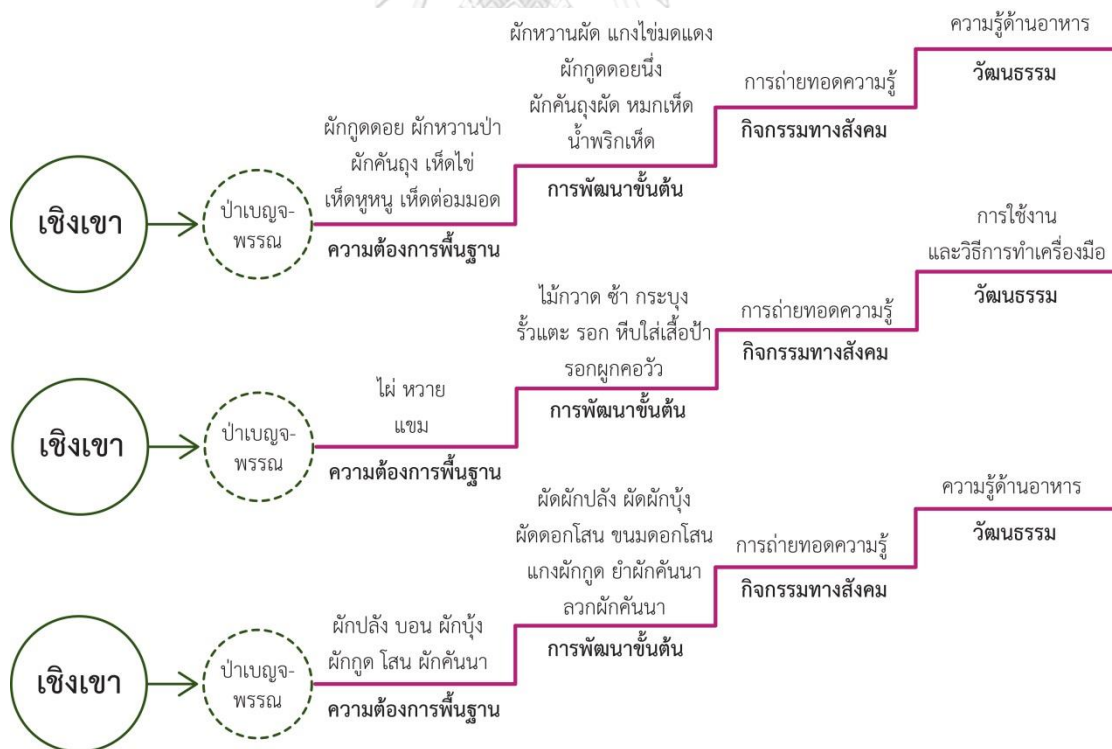 เชิงเขา
ป่าเบญจ-
พรรณ
ผักกูดดอย ผักหวานป่า
ผักคันถุง เห็ดไข่
เห็ดหูหนู เห็ดต่อมมอด
ความต้องการพื้นฐาน
ผักหวานผัด แกงไข่มดแดง
ผักกูดดอยนึ่ง
ผักคันถุงผัด หมกเห็ด
น้ำพริกเห็ด
การพัฒนาขั้นต้น
การถ่ายทอดความรู้
กิจกรรมทางสังคม
ความรู้ด้านอาหาร
วัฒนธรรม
เชิงเขา
ป่าเบญจ-
พรรณ
ไผ่ หวาย
แขม
ความต้องการพื้นฐาน
ไม้กวาด ซ้า กระบุง
รั้วแตะ รอก หีบใส่เสื้อป้า
รอกผูกคอวัว
การพัฒนาขั้นต้น
การถ่ายทอดความรู้
กิจกรรมทางสังคม
การใช้งาน
และวิธีการทำเครื่องมือ
วัฒนธรรม
เชิงเขา
ป่าเบญจ-
พรรณ
ผักปลัง บอน ผักบุ้ง
ผักกูด โสน ผักคันนา
ความต้องการพื้นฐาน
ผัดผักปลัง ผัดผักบุ้ง
ผัดดอกโสน ขนมดอกโสน
แกงผักกูด ยำผักคันนา
ลวกผักคันนา
การพัฒนาขั้นต้น
การถ่ายทอดความรู้
กิจกรรมทางสังคม
ความรู้ด้านอาหาร
วัฒนธรรม